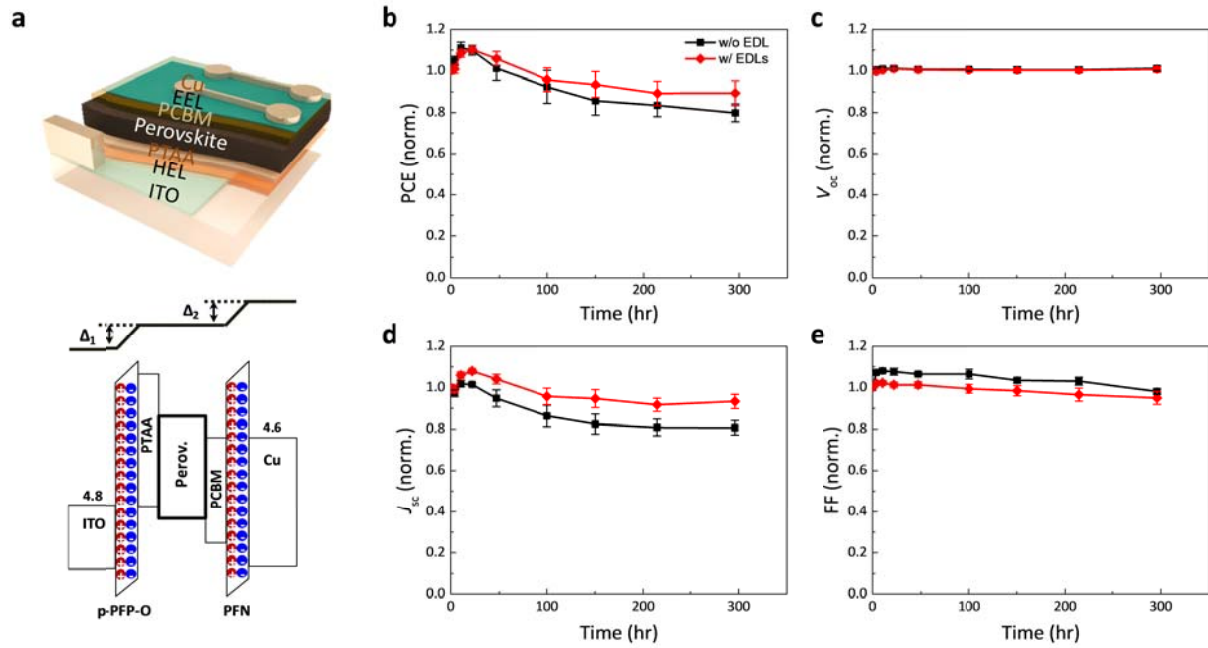 a
Cu
EEL
PCBM
Perovskite
PTAA
HEL
ITO
Δ1
Δ2
4.8
ITO
PTAA
Perov.
PCBM
4.6
Cu
p-PFP-O
PFN
b
1.2
1.0
0.8
0.6
0.4
0.2
0.0
PCE (norm.)
w/o EDL
w/ EDLs
0
100
200
300
Time (hr)
c
1.2
1.0
0.8
0.6
0.4
0.2
0.0
Voc (norm.)
0
100
200
300
Time (hr)
d
1.2
1.0
0.8
0.6
0.4
0.2
0.0
Jsc (norm.)
0
100
200
300
Time (hr)
e
1.2
1.0
0.8
0.6
0.4
0.2
0.0
FF (norm.)
0
100
200
300
Time (hr)